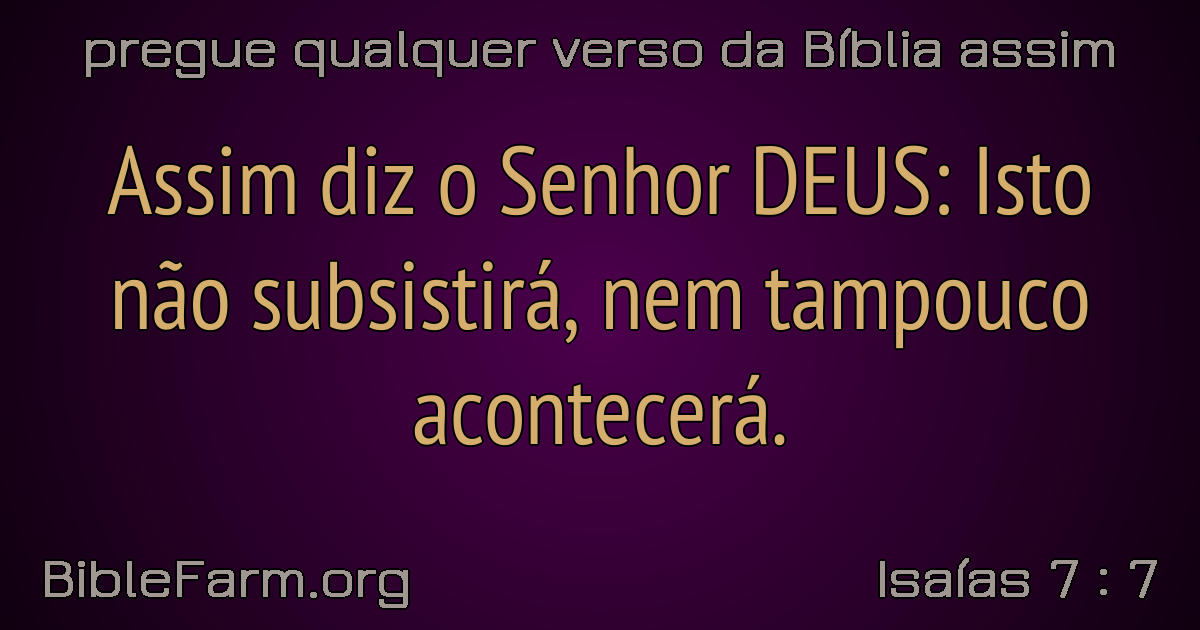 pregue qualquer verso da Bíblia assim
Assim diz o Senhor DEUS: Isto
não subsistirá, nem tampouco
acontecerá.
BibleFarm.org
Isaías 7 : 7